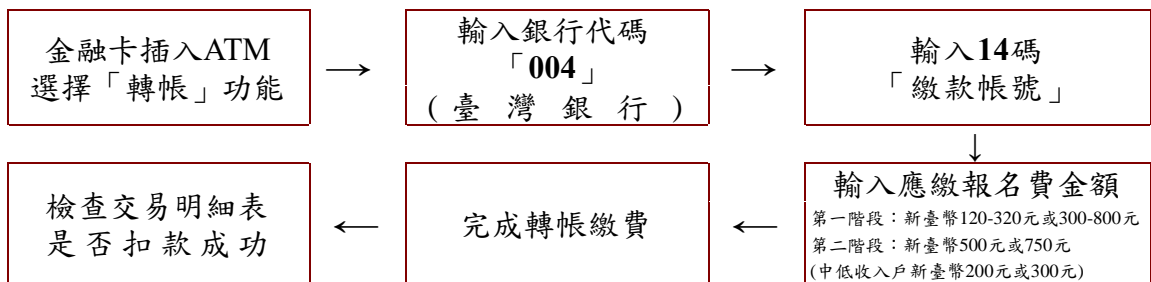 金融卡插入ATM
選擇「轉帳」功能
→
輸入銀行代碼
「004」
(臺灣銀行)
→
輸入14碼
「繳款帳號」
↓
輸入應繳報名費金額
第一階段：新臺幣120-320元或300-800元
第二階段：新臺幣500元或750元
(中低收入戶新臺幣200元或300元)
←
完成轉帳繳費
←
檢查交易明細表
是否扣款成功